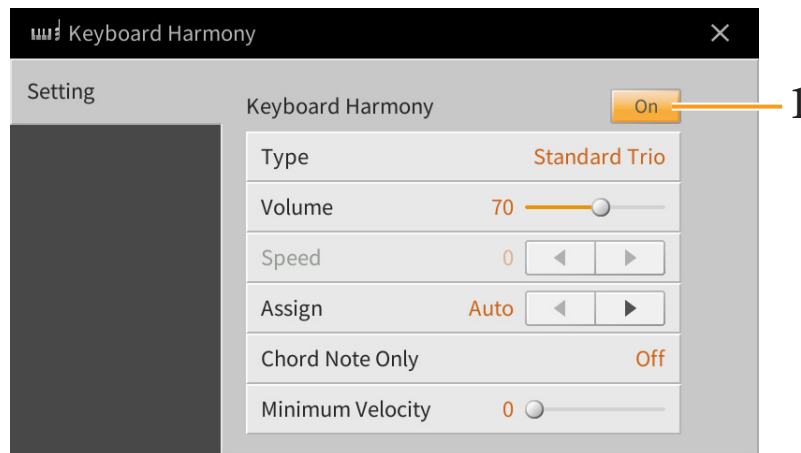 Keyboard Harmony
Setting
Keyboard Harmony On 1
Type Standard Trio
Volume 70
Speed 0
Assign Auto
Chord Note Only Off
Minimum Velocity 0